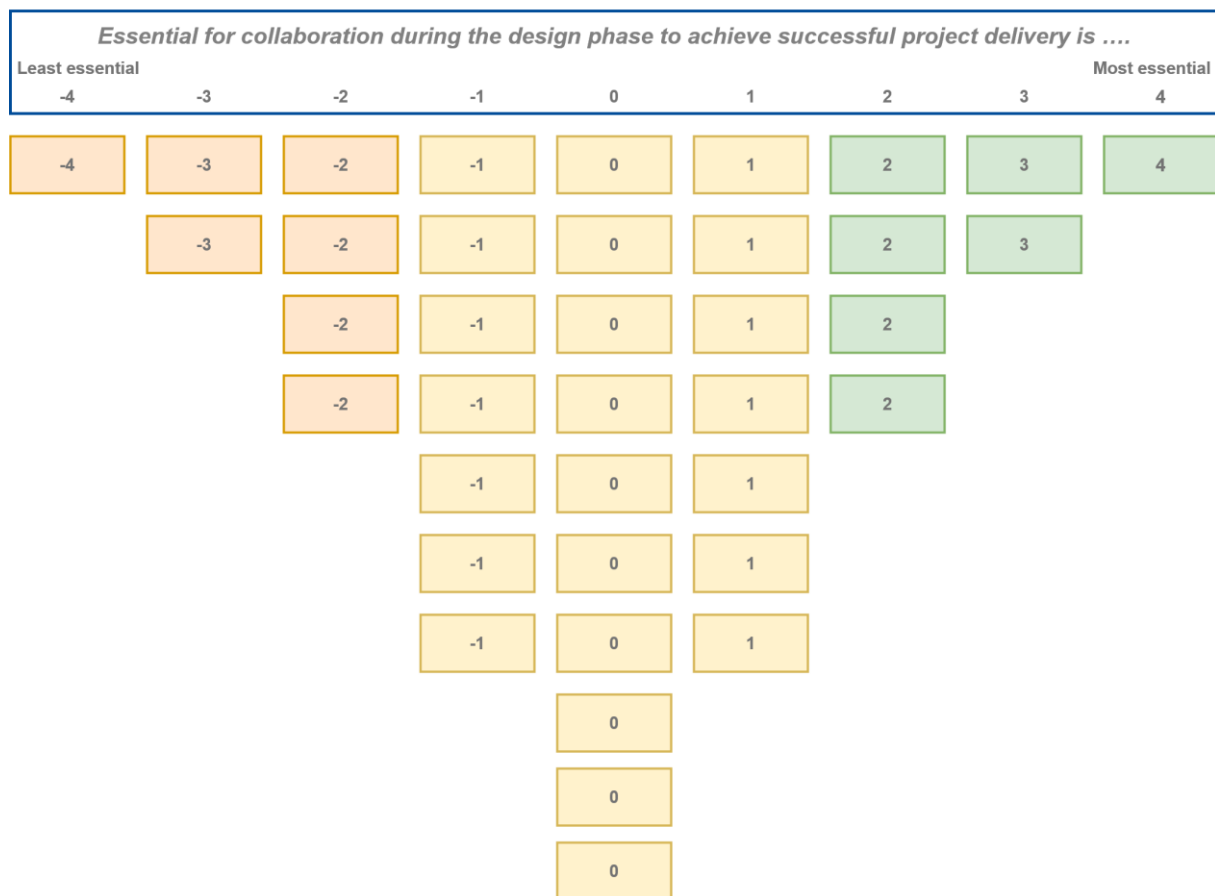 Essential for collaboration during the design phase to achieve successful project delivery is ....
Least essential Most essential
-4 -3 -2 -1 0 1 2 3 4
-4 -3 -2 -1 0 1 2 3 4
-3 -2 -1 0 1 2 3
-2 -1 0 1 2
-2 -1 0 1 2
-1 0 1
-1 0 1
-1 0 1
0
0
0